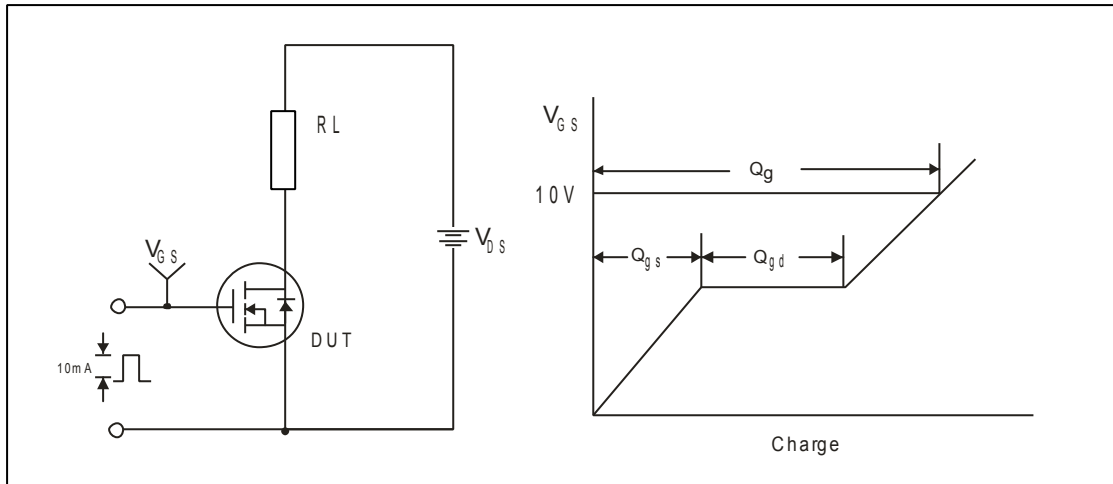 RL
VGS
VDS
DUT
10mA
VGS
Qg
10V
Qgs
Qgd
Charge